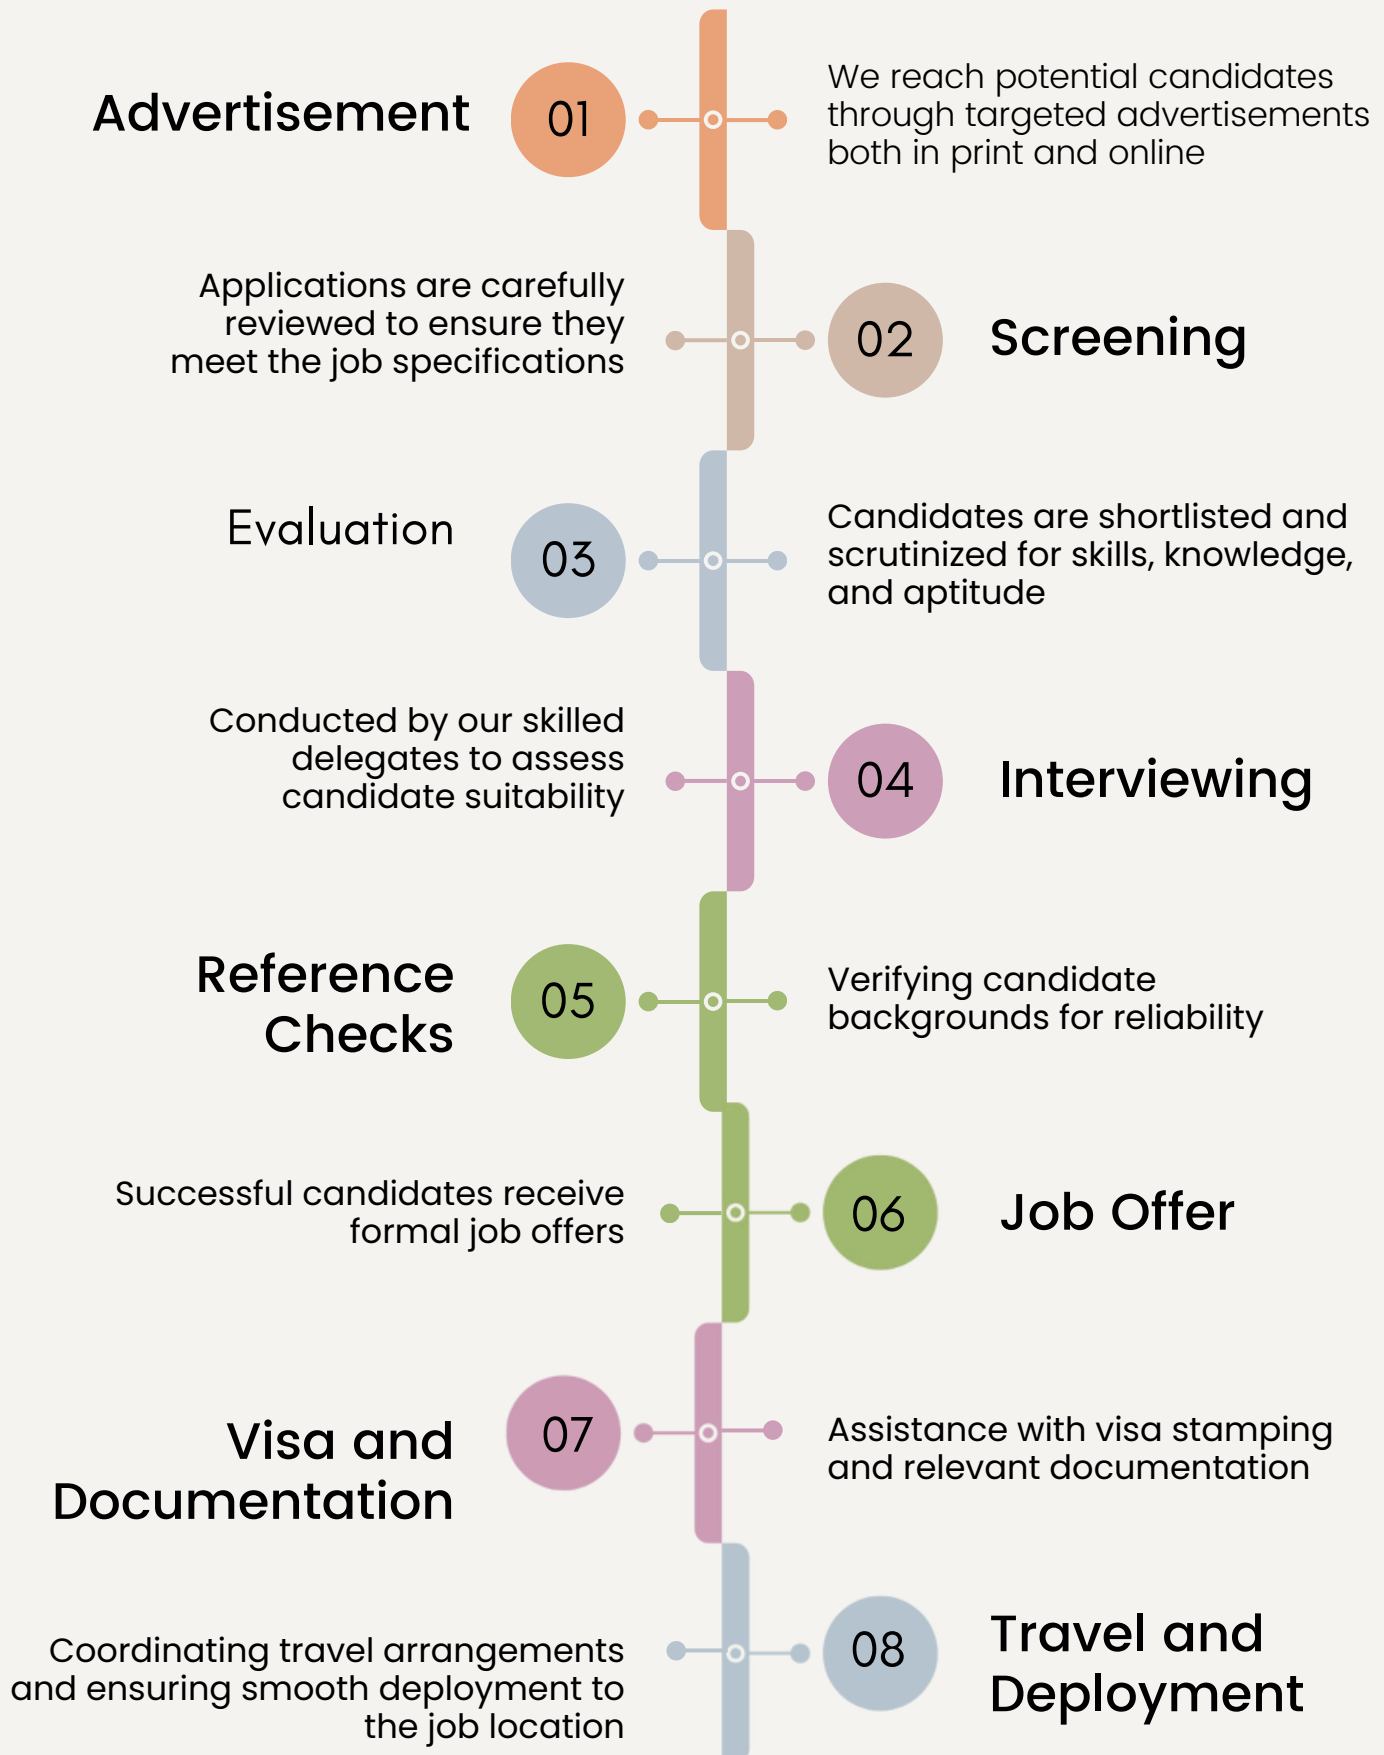 Advertisement
01
We reach potential candidates
through targeted advertisements
both in print and online
Applications are carefully
reviewed to ensure they
meet the job specifications
02
Screening
Evaluation
03
Candidates are shortlisted and
scrutinized for skills, knowledge,
and aptitude
Conducted by our skilled
delegates to assess
candidate suitability
04
Interviewing
Reference
Checks
05
Verifying candidate
backgrounds for reliability
Successful candidates receive
formal job offers
06
Job Offer
Visa and
Documentation
07
Assistance with visa stamping
and relevant documentation
Coordinating travel arrangements
and ensuring smooth deployment to
the job location
08
Travel and
Deployment